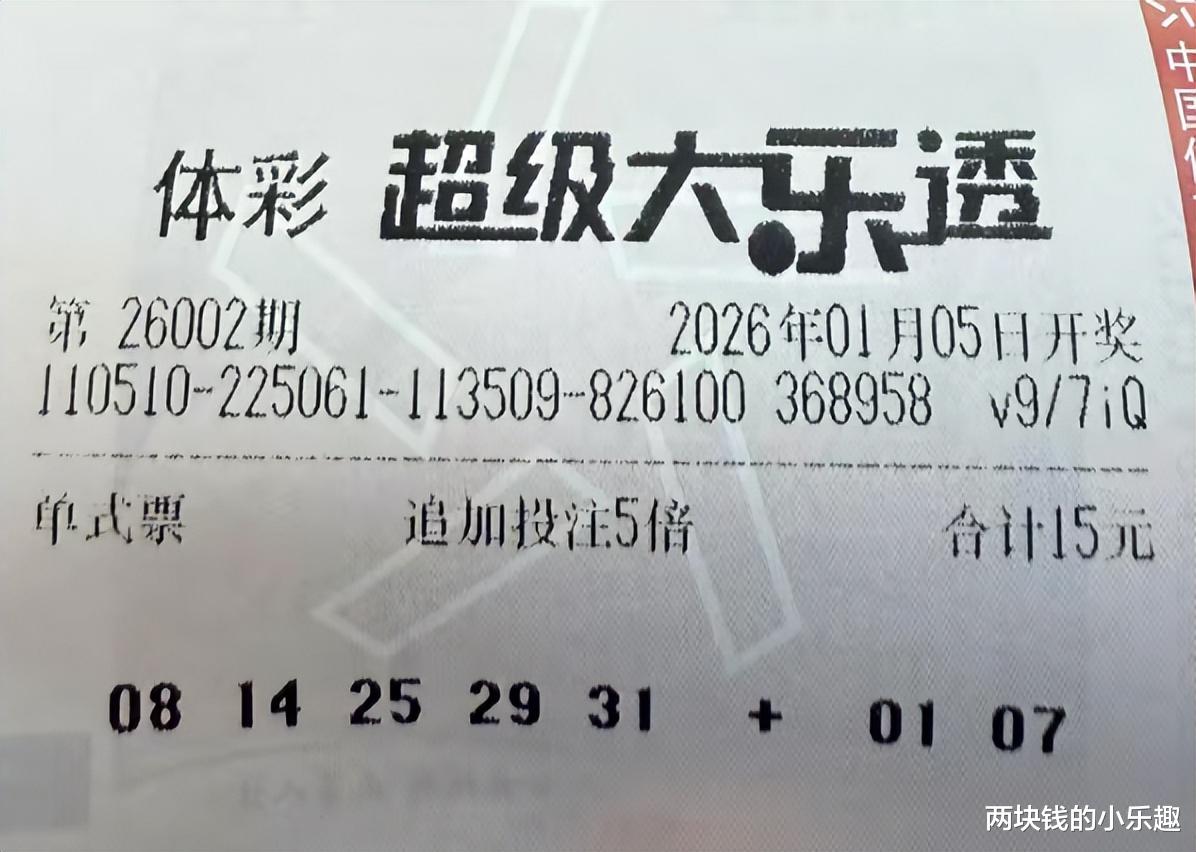 体彩 超级大乐透
中国
第 26002期 2026年01月05日开奖
110510-225061-113509-826100 368958 v9/7iQ
单式票 追加投注5倍 合计15元
08 14 25 29 31 + 01 07
两块钱的小乐趣